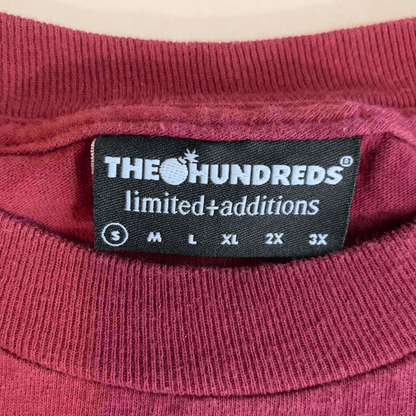 THE HUNDREDS®
limited+additions
S M L XL 2X 3X